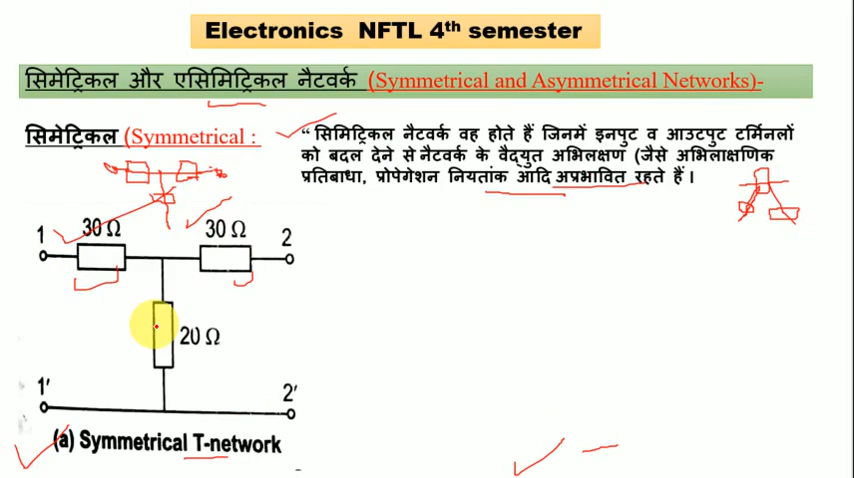 Electronics NFTL 4th semester
सिमेट्रिकल और एसिमिट्रिकल नैटवर्क (Symmetrical and Asymmetrical Networks)-
सिमेट्रिकल (Symmetrical :
“ सिमिट्रिकल नैटवर्क वह होते हैं जिनमें इनपुट व आउटपुट टर्मिनलों
को बदल देने से नैटवर्क के वैद्युत अभिलक्षण (जैसे अभिलाक्षणिक
प्रतिबाधा, प्रोपेगेशन नियतांक आदि अप्रभावित रहते हैं ।
1 30 Ω 30 Ω 2
20 Ω
1' 2'
(a) Symmetrical T-network